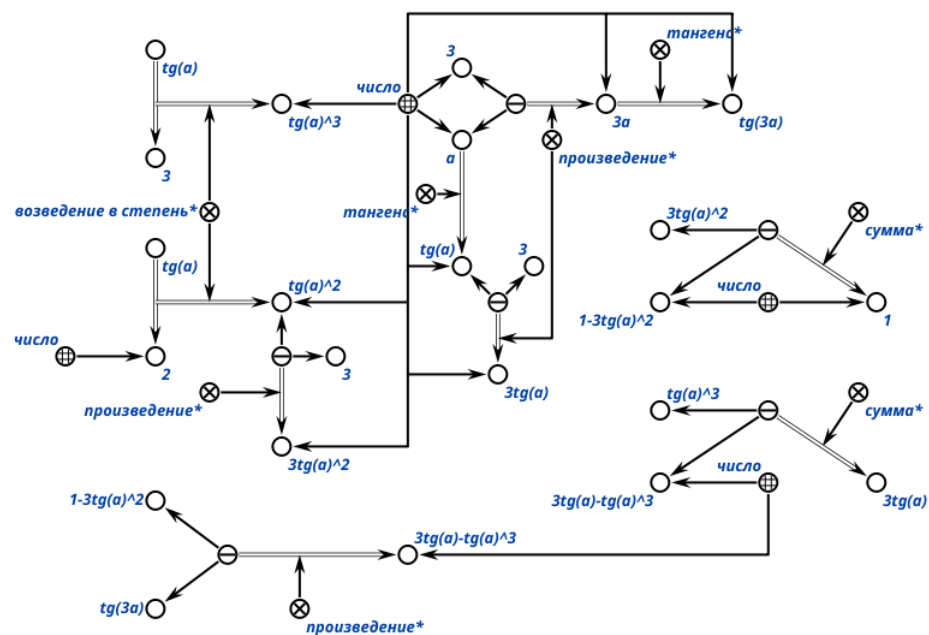 tg(a)
3
тангенс*
число
tg(a)^3
3a
tg(3a)
3
a
произведение*
возведение в степень*
тангенс*
tg(a)
tg(a)
3
tg(a)^2
число
2
3
произведение*
3tg(a)
3tg(a)^2
3tg(a)^2
сумма*
число
1-3tg(a)^2
1
tg(a)^3
сумма*
число
3tg(a)-tg(a)^3
3tg(a)
1-3tg(a)^2
3tg(a)-tg(a)^3
tg(3a)
произведение*